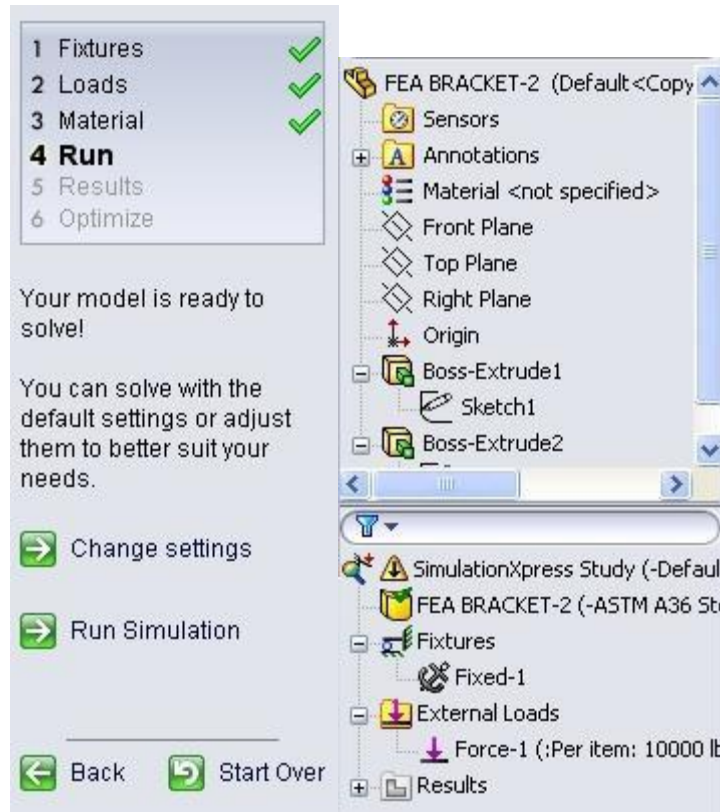 1 Fixtures
2 Loads
3 Material
4 Run
5 Results
6 Optimize
Your model is ready to
solve!
You can solve with the
default settings or adjust
them to better suit your
needs.
Change settings
Run Simulation
Back
Start Over
FEA BRACKET-2 (Default<Copy
Sensors
A Annotations
Material <not specified>
Front Plane
Top Plane
Right Plane
Origin
Boss-Extrude1
Sketch1
Boss-Extrude2
SimulationXpress Study (-Defaul
FEA BRACKET-2 (-ASTM A36 Ste
Fixtures
Fixed-1
External Loads
Force-1 (:Per item: 10000 lb
Results